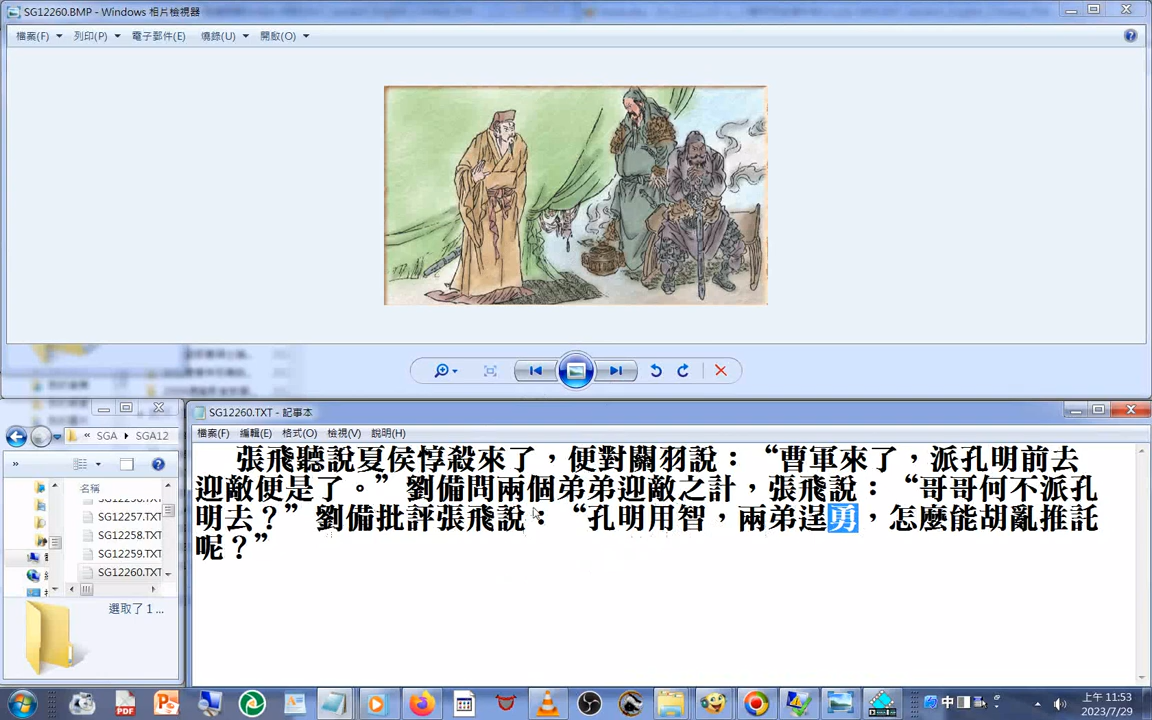 SG12260.BMP - Windows 相片檢視器
檔案(F) 列印(P) 電子郵件(E) 燒錄(U) 開啟(O)
SG12260.TXT - 記事本
檔案(F) 編輯(E) 格式(O) 檢視(V) 說明(H)
張飛聽說夏侯惇殺來了，便對關羽說：“曹軍來了，派孔明前去
迎敵便是了。”劉備問兩個弟弟迎敵之計，張飛說：“哥哥何不派孔
明去？”劉備批評張飛說：“孔明用智，兩弟逞勇，怎麼能胡亂推託
呢？”
« SGA SGA12
»
名稱
SG12257.TXT
SG12258.TXT
SG12259.TXT
SG12260.TXT
選取了 1 ...
PDF
中
上午 11:53
2023/7/29